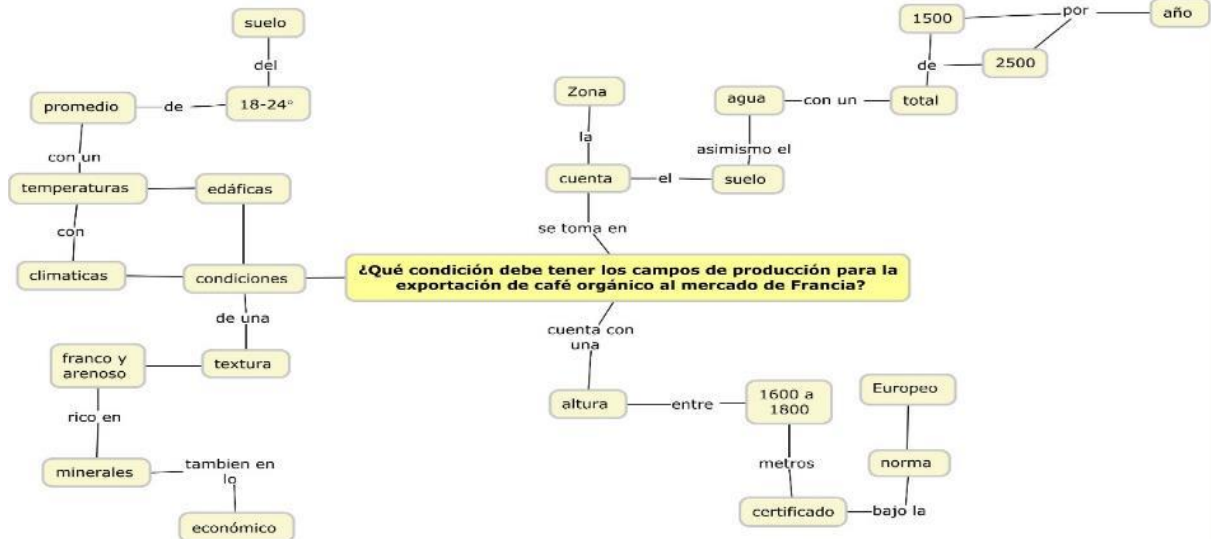 suelo
del
promedio
de
18-24°
con un
temperaturas
edáficas
con
climaticas
condiciones
de una
franco y
arenoso
textura
rico en
minerales
tambien en
lo
económico
¿Qué condición debe tener los campos de producción para la
exportación de café orgánico al mercado de Francia?
se toma en
cuenta
la
Zona
el
suelo
asimismo el
agua
con un
total
de
1500
2500
por
año
cuenta con
una
altura
entre
1600 a
1800
metros
certificado
bajo la
norma
Europeo